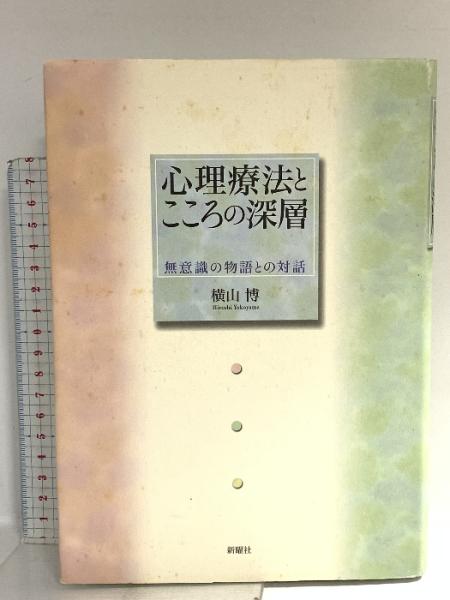 心理療法と
こころの深層
無意識の物語との対話
横山 博
Hiroshi Yokoyama
新曜社